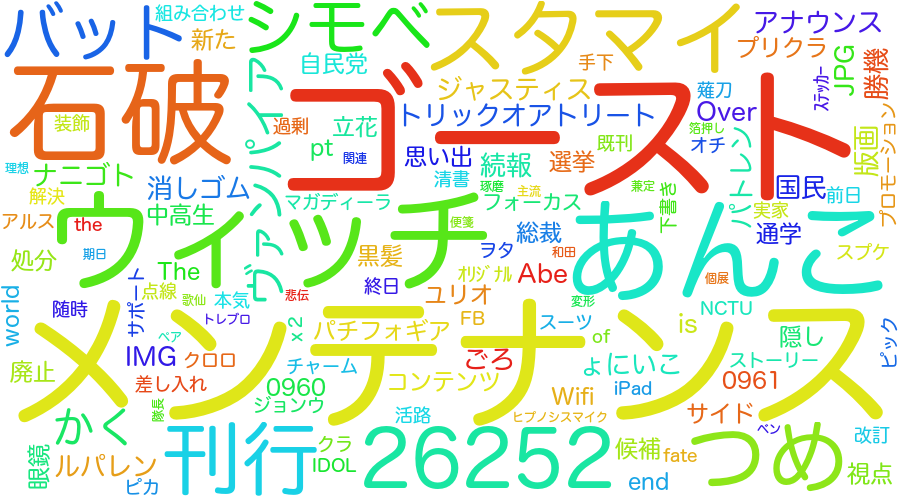 バット
組み合わせ
新た
シモベ
スタマイ
アナウンス
プリクラ
手下
自民党
ジャスティス
JPG
勝機
石破
装飾
ゴースト
トリックオアトリート
薙刀
Over
ステッカー
過剰
立花
pt
関連
思い出
続報
選挙
既刊
箔押し
オチ
版画
ヴァンパイア
理想
ナニゴト
消しゴム
清書
琢磨
主流
兼定
国民
前日
プロモーション
解決
マガディーラ
フォーカス
下書き
パトレン
実家
アルス
the
中高生
ウィッチ
便箋
総裁
あんこ
通学
スプケ
処分
期日
黒髪
ヲタ
和田
The
オリジナル
Abe
個展
点線
歌仙
本気
悲伝
終日
ユリオ
変形
world
随時
サポート
トレブロ
NCTU
メンテナンス
ペア
x2
パチフォギア
FB
スーツ
of
is
隠し
ピック
IMG
クロロ
ごろ
ょにいこ
ストーリー
廃止
差し入れ
チャーム
0960
コンテンツ
iPad
0961
隊長
ジョンウ
Wifi
かく
活路
ヒプノシスマイク
サイド
ベン
刊行
26252
つめ
改訂
眼鏡
ルパレン
クラ
IDOL
候補
fate
視点
ピカ
end